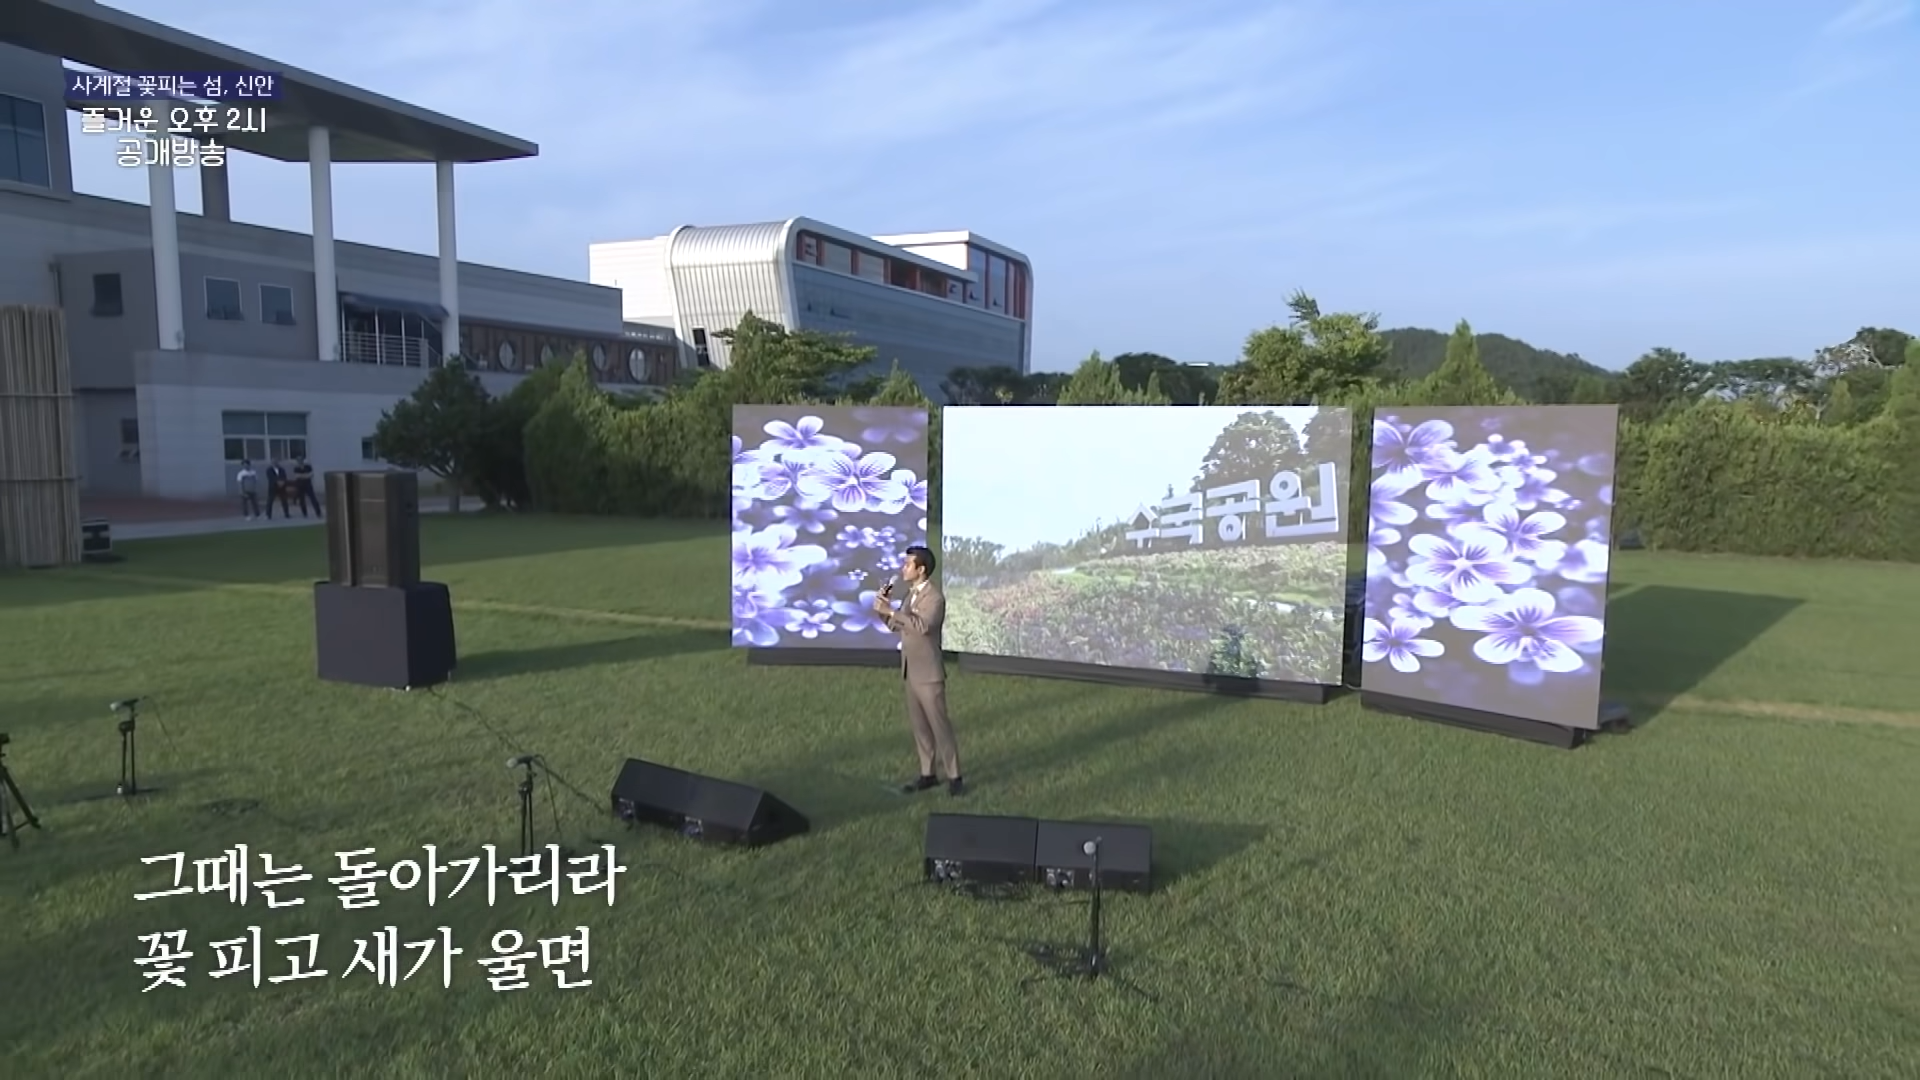 사계절 꽃피는 섬, 신안
즐거운 오후 2시
공개방송
수국공원
그때는 돌아가리라
꽃 피고 새가 울면